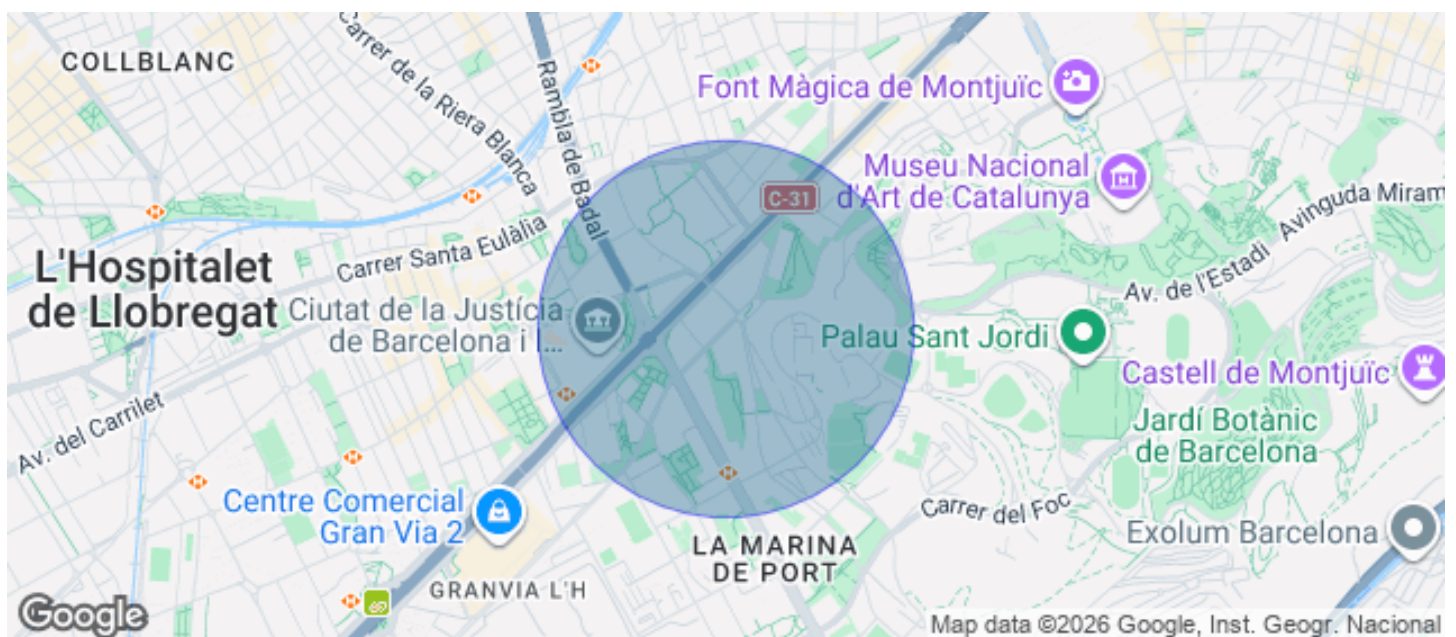 COLLBLANC
Carrer de la Riera Blanca
Rambla de Badal
Font Màgica de Montjuïc
Museu Nacional
d'Art de Catalunya
C-31
Avinguda Miram
Carrer Santa Eulàlia
L'Hospitalet
de Llobregat
Ciutat de la Justícia
de Barcelona i l...
Av. de l'Estadi
Palau Sant Jordi
Castell de Montjuïc
Av. del Carrilet
Jardí Botànic
de Barcelona
Centre Comercial
Gran Via 2
Carrer del Foc
Exolum Barcelona
LA MARINA
DE PORT
GRANVIA L'H
Google
Map data ©2026 Google, Inst. Geogr. Nacional